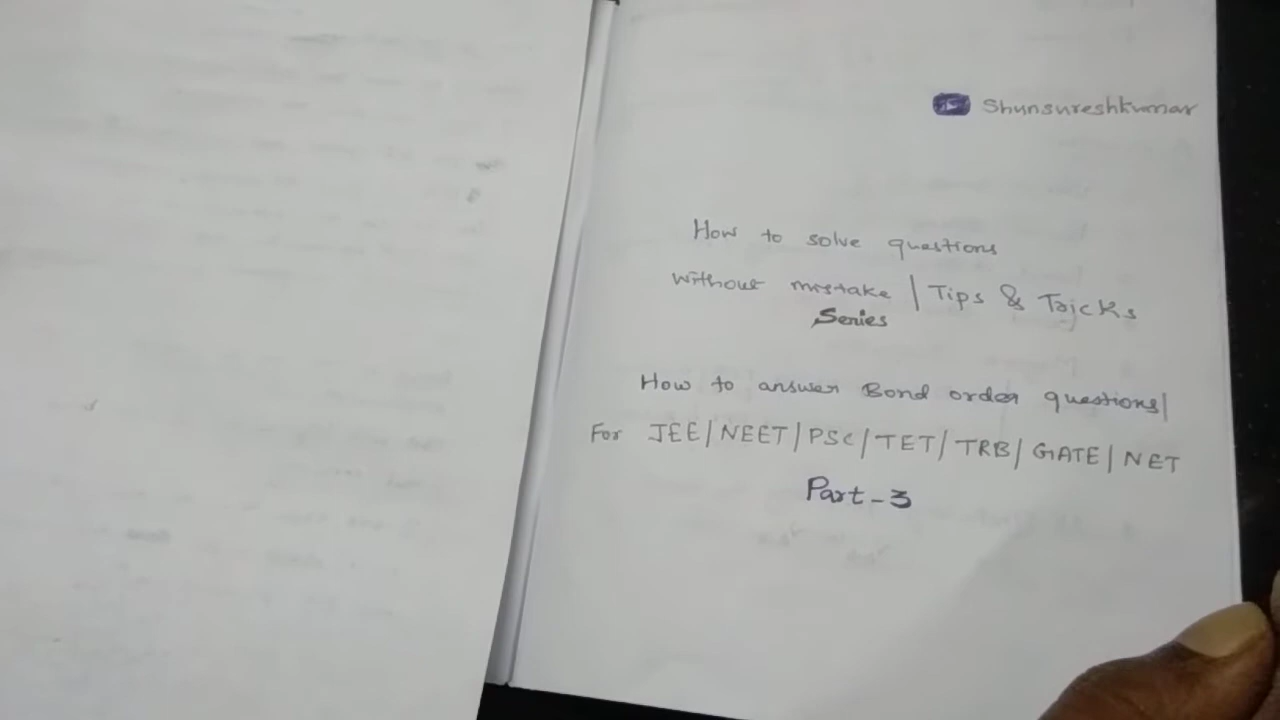 Shunsureshkumar
How to solve questions
without mistake | Tips & Tricks
Series
How to answer Bond order questions|
For JEE/NEET/PSC/TET/TRB/GATE/NET
Part-3